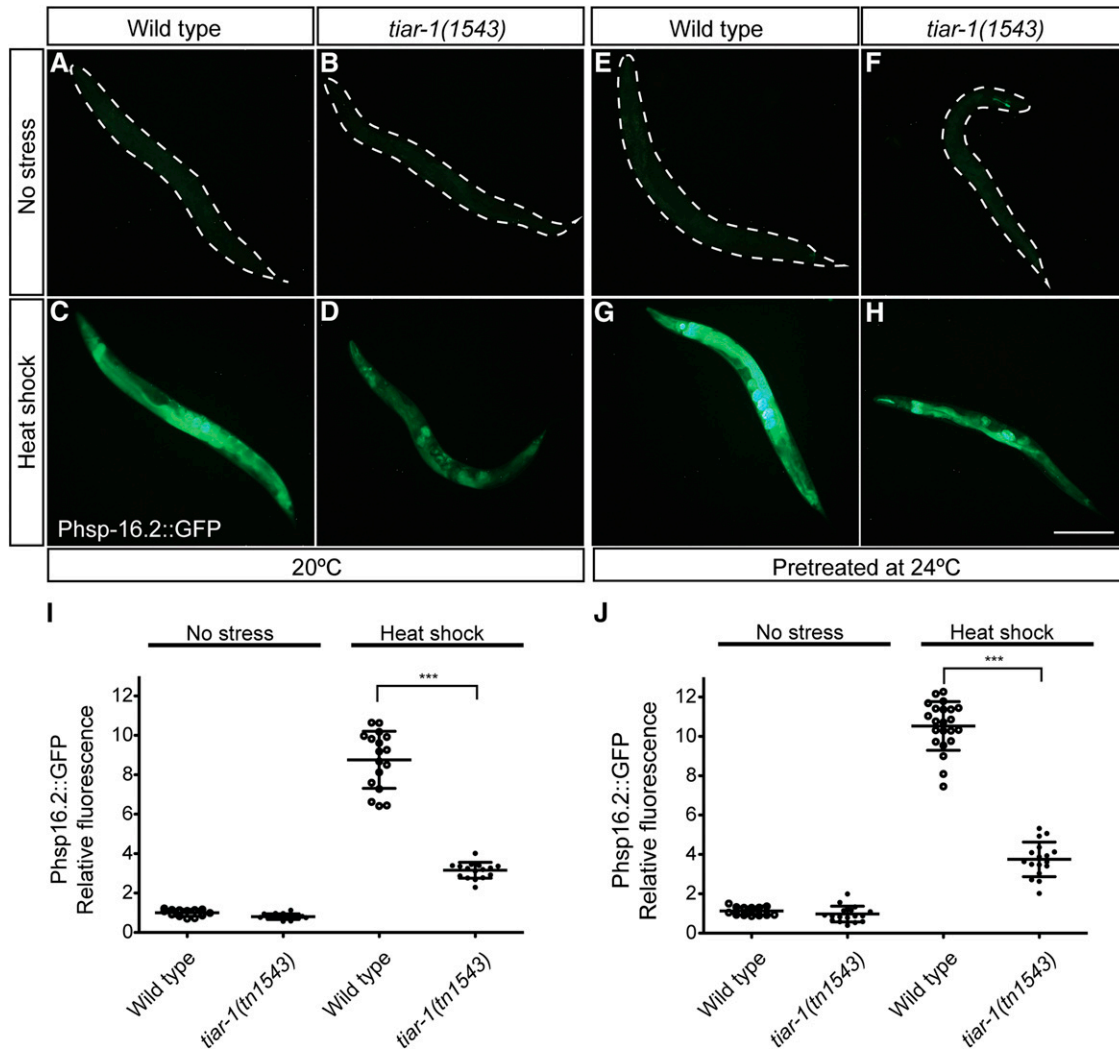 Wild type
tiar-1(1543)
Wild type
tiar-1(1543)
No stress
A
B
E
F
Heat shock
C
D
G
H
Phsp-16.2::GFP
20ºC
Pretreated at 24ºC
I
No stress
Heat shock
Phsp16.2::GFP
Relative fluorescence
12
10
8
6
4
2
0
***
Wild type
tiar-1(tn1543)
Wild type
tiar-1(tn1543)
J
No stress
Heat shock
Phsp16.2::GFP
Relative fluorescence
12
10
8
6
4
2
0
***
Wild type
tiar-1(tn1543)
Wild type
tiar-1(tn1543)